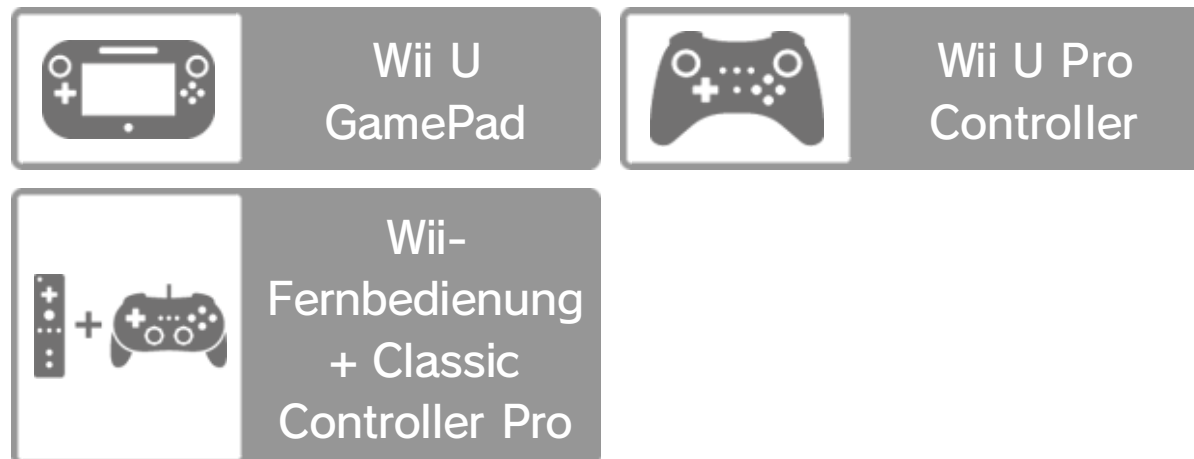 Wii U
GamePad
Wii U Pro
Controller
Wii-
Fernbedienung
+ Classic
Controller Pro